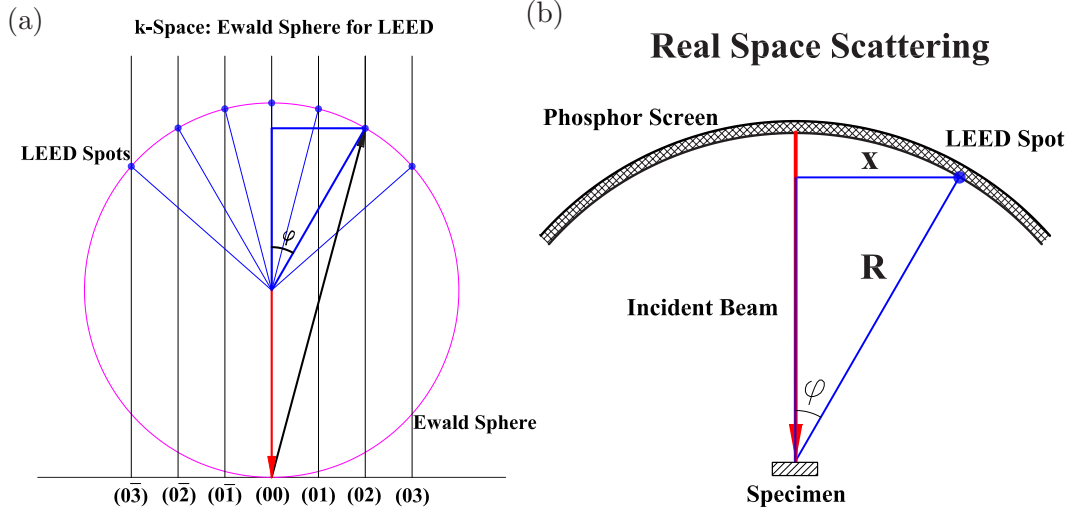 (a)
k-Space: Ewald Sphere for LEED
LEED Spots
φ
Ewald Sphere
(03̅) (02̅) (01̅) (00) (01) (02) (03)
(b)
Real Space Scattering
Phosphor Screen
LEED Spot
x
R
Incident Beam
φ
Specimen